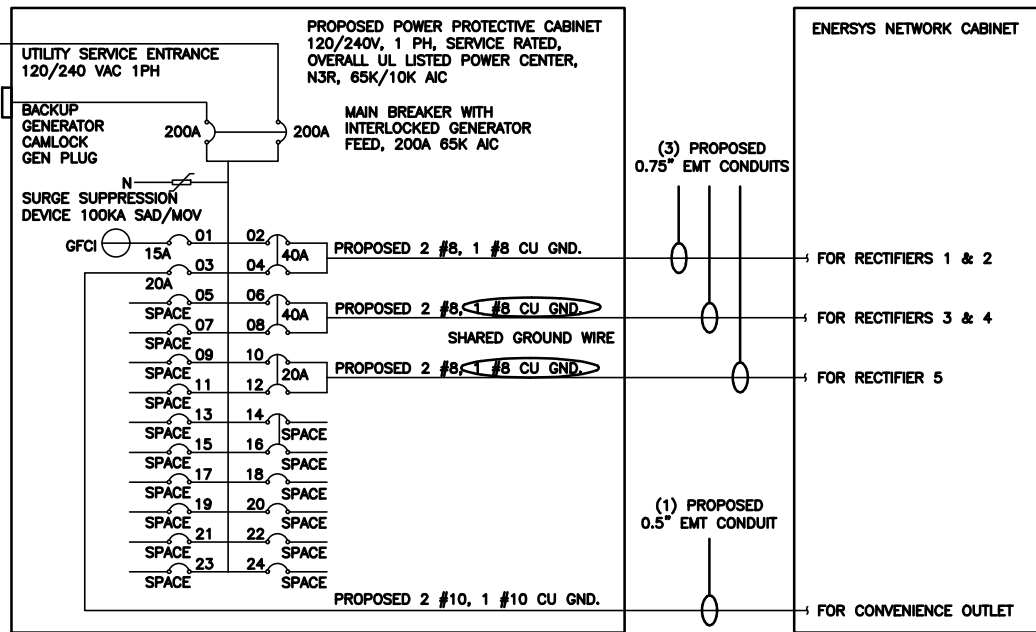 PROPOSED POWER PROTECTIVE CABINET
120/240V, 1 PH, SERVICE RATED,
OVERALL UL LISTED POWER CENTER,
N3R, 65K/10K AIC
ENERSYS NETWORK CABINET
UTILITY SERVICE ENTRANCE
120/240 VAC 1PH
BACKUP
GENERATOR
CAMLOCK
GEN PLUG
200A
200A
MAIN BREAKER WITH
INTERLOCKED GENERATOR
FEED, 200A 65K AIC
(3) PROPOSED
0.75" EMT CONDUITS
N
SURGE SUPPRESSION
DEVICE 100KA SAD/MOV
GFCI
15A
01
02
40A
PROPOSED 2 #8, 1 #8 CU GND.
FOR RECTIFIERS 1 & 2
20A
03
04
SPACE
05
06
40A
PROPOSED 2 #8, 1 #8 CU GND.
FOR RECTIFIERS 3 & 4
SPACE
07
08
SHARED GROUND WIRE
SPACE
09
10
20A
PROPOSED 2 #8, 1 #8 CU GND.
FOR RECTIFIER 5
SPACE
11
12
SPACE
13
14
SPACE
SPACE
15
16
SPACE
SPACE
17
18
SPACE
SPACE
19
20
SPACE
SPACE
21
22
SPACE
SPACE
23
24
SPACE
(1) PROPOSED
0.5" EMT CONDUIT
PROPOSED 2 #10, 1 #10 CU GND.
FOR CONVENIENCE OUTLET